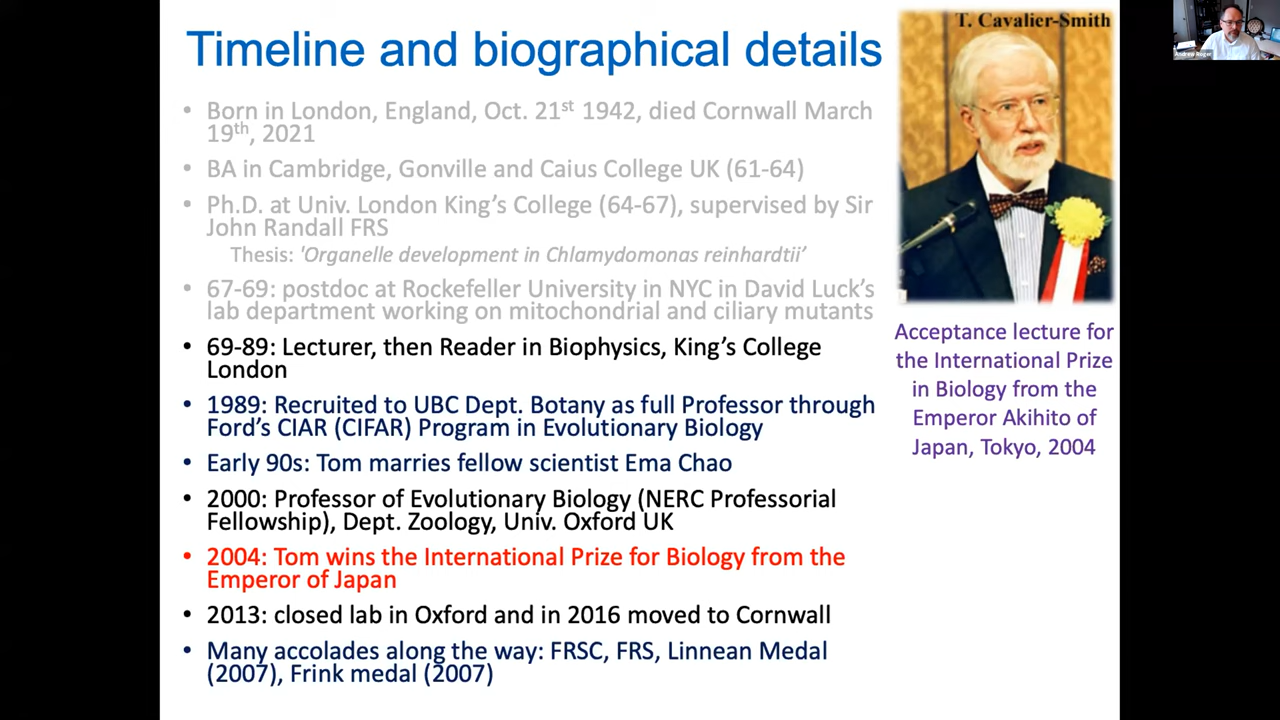 Timeline and biographical details
• Born in London, England, Oct. 21st 1942, died Cornwall March
19th, 2021
• BA in Cambridge, Gonville and Caius College UK (61-64)
• Ph.D. at Univ. London King's College (64-67), supervised by Sir
John Randall FRS
Thesis: 'Organelle development in Chlamydomonas reinhardtii'
• 67-69: postdoc at Rockefeller University in NYC in David Luck's
lab department working on mitochondrial and ciliary mutants
• 69-89: Lecturer, then Reader in Biophysics, King's College
London
• 1989: Recruited to UBC Dept. Botany as full Professor through
Ford's CIAR (CIFAR) Program in Evolutionary Biology
• Early 90s: Tom marries fellow scientist Ema Chao
• 2000: Professor of Evolutionary Biology (NERC Professorial
Fellowship), Dept. Zoology, Univ. Oxford UK
• 2004: Tom wins the International Prize for Biology from the
Emperor of Japan
• 2013: closed lab in Oxford and in 2016 moved to Cornwall
• Many accolades along the way: FRSC, FRS, Linnean Medal
(2007), Frink medal (2007)
T. Cavalier-Smith
Acceptance lecture for
the International Prize
in Biology from the
Emperor Akihito of
Japan, Tokyo, 2004
Andrew Roger